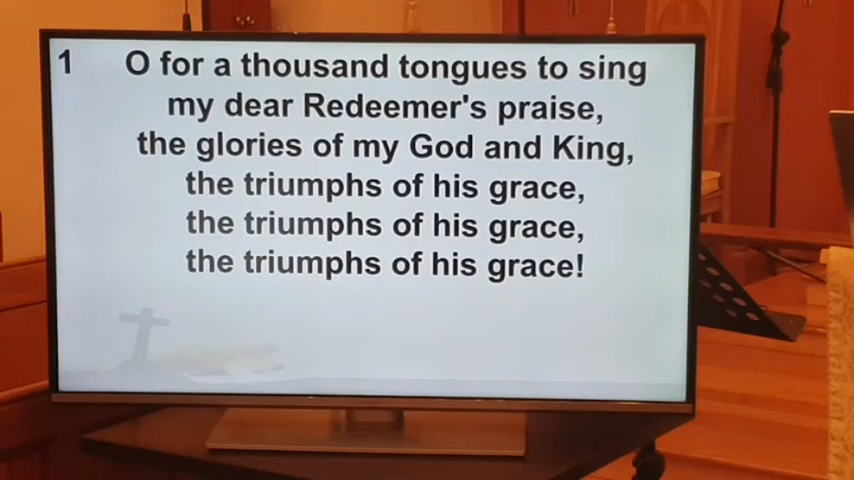 1 O for a thousand tongues to sing
my dear Redeemer's praise,
the glories of my God and King,
the triumphs of his grace,
the triumphs of his grace,
the triumphs of his grace!